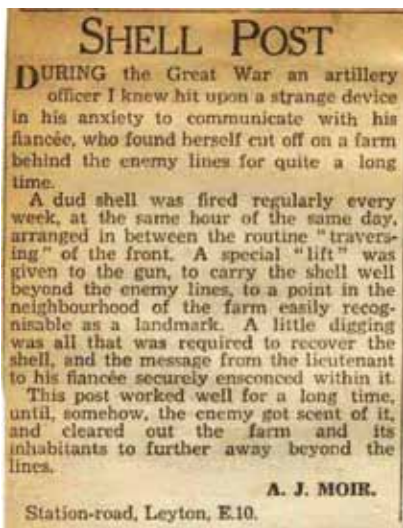 SHELL POST
DURING the Great War an artillery
officer I knew hit upon a strange device
in his anxiety to communicate with his
fiancée, who found herself cut off on a farm
behind the enemy lines for quite a long
time.
A dud shell was fired regularly every
week, at the same hour of the same day,
arranged in between the routine "travers-
ing" of the front. A special "lift" was
given to the gun, to carry the shell well
beyond the enemy lines, to a point in the
neighbourhood of the farm easily recog-
nisable as a landmark. A little digging
was all that was required to recover the
shell, and the message from the lieutenant
to his fiancée securely ensconced within it.
This post worked well for a long time,
until, somehow, the enemy got scent of it,
and cleared out the farm and its
inhabitants to further away beyond the
lines.
A. J. MOIR.
Station-road, Leyton, E.10.